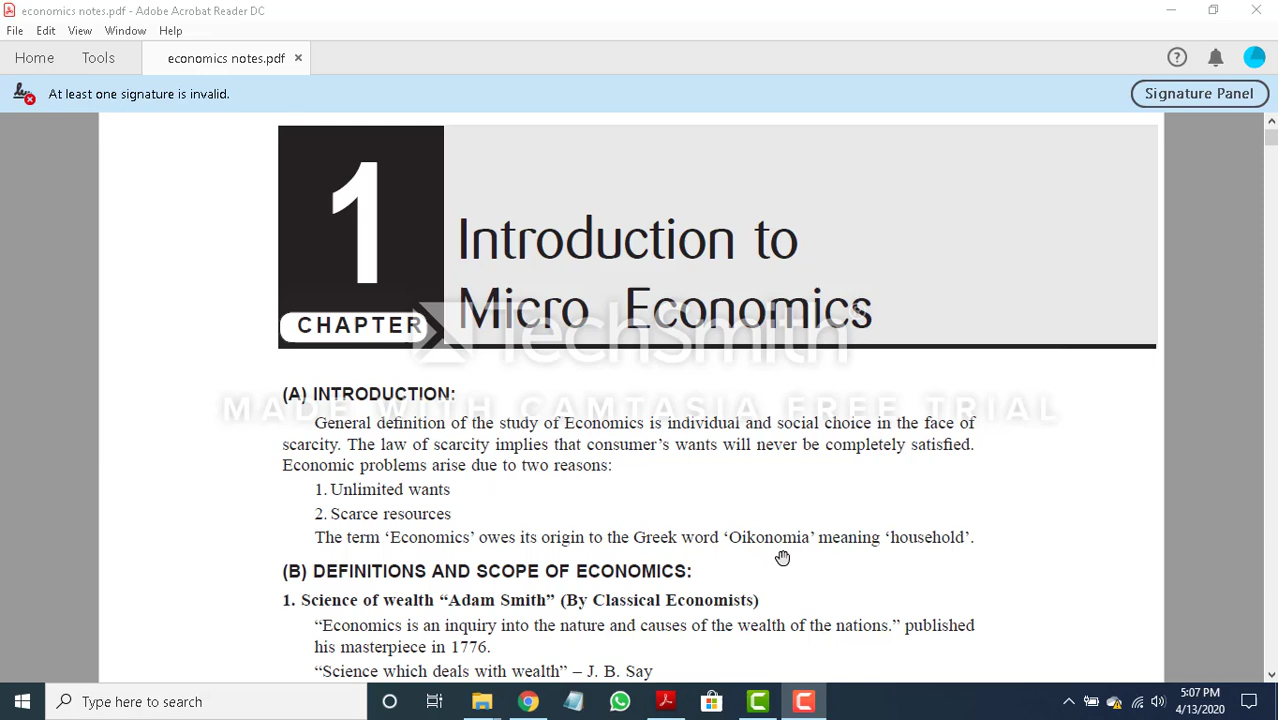 economics notes.pdf - Adobe Acrobat Reader DC
File Edit View Window Help
Home Tools economics notes.pdf
At least one signature is invalid.
Signature Panel
1
CHAPTER
Introduction to
Micro Economics
TechSmith
MADE WITH CAMTASIA FREE TRIAL
(A) INTRODUCTION:
General definition of the study of Economics is individual and social choice in the face of
scarcity. The law of scarcity implies that consumer's wants will never be completely satisfied.
Economic problems arise due to two reasons:
1. Unlimited wants
2. Scarce resources
The term ‘Economics’ owes its origin to the Greek word ‘Oikonomia’ meaning ‘household’.
(B) DEFINITIONS AND SCOPE OF ECONOMICS:
1. Science of wealth “Adam Smith” (By Classical Economists)
“Economics is an inquiry into the nature and causes of the wealth of the nations.” published
his masterpiece in 1776.
“Science which deals with wealth” – J. B. Say
Type here to search
5:07 PM
4/13/2020